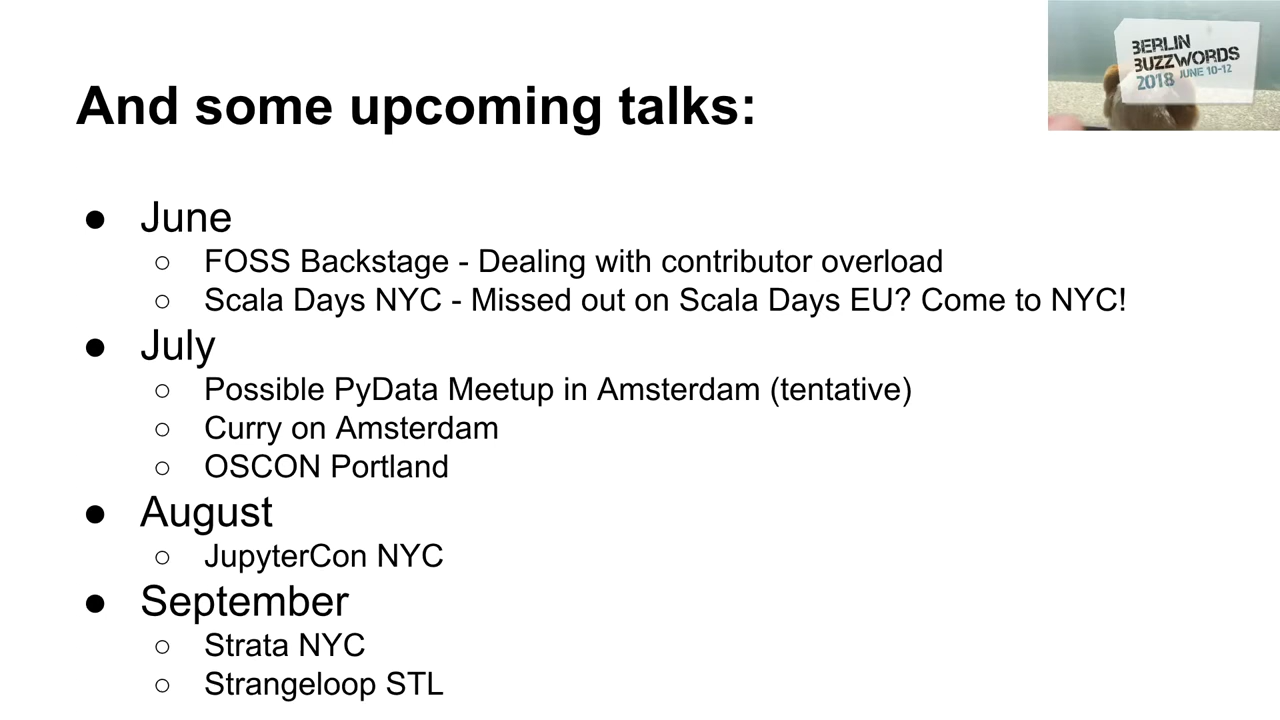 And some upcoming talks:
BERLIN
BUZZWORDS
2018 JUNE 10-12
● June
○ FOSS Backstage - Dealing with contributor overload
○ Scala Days NYC - Missed out on Scala Days EU? Come to NYC!
● July
○ Possible PyData Meetup in Amsterdam (tentative)
○ Curry on Amsterdam
○ OSCON Portland
● August
○ JupyterCon NYC
● September
○ Strata NYC
○ Strangeloop STL